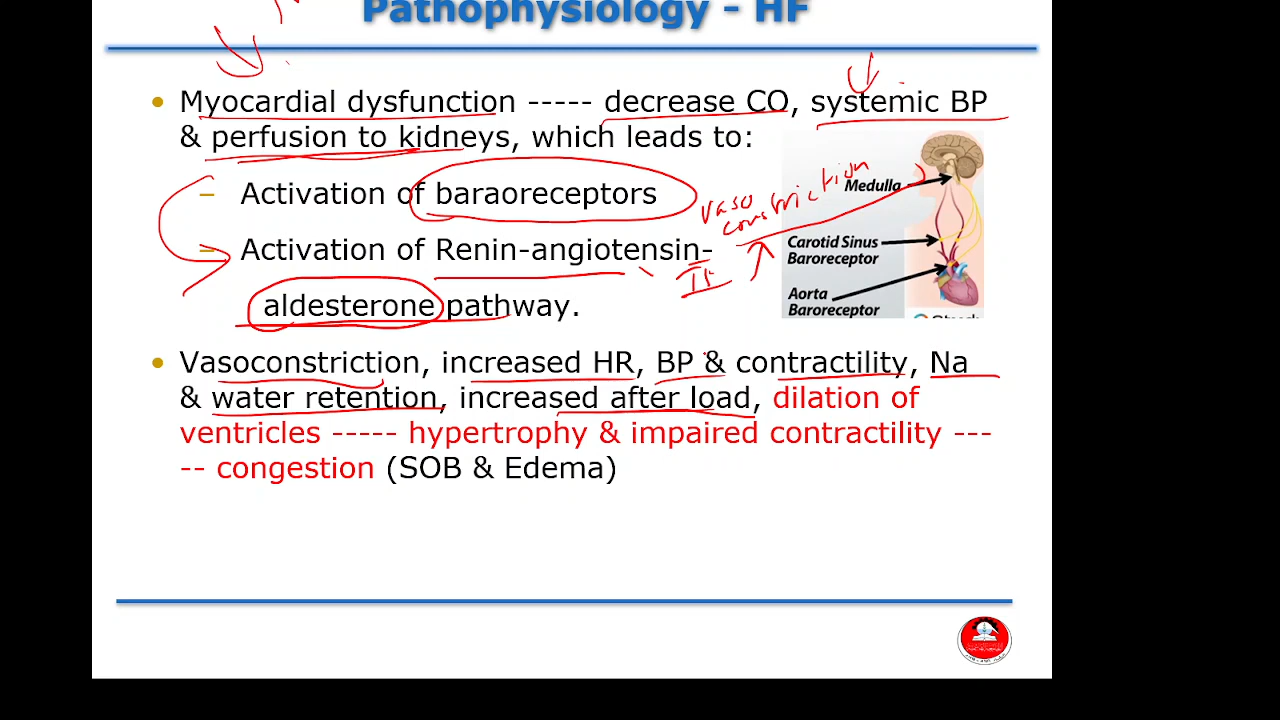 Pathophysiology - HF
• Myocardial dysfunction ----- decrease CO, systemic BP
& perfusion to kidneys, which leads to:
– Activation of baraoreceptors
– Activation of Renin-angiotensin-
aldesterone pathway.
Vaso
constriction
II
Medulla
Carotid Sinus
Baroreceptor
Aorta
Baroreceptor
• Vasoconstriction, increased HR, BP & contractility, Na
& water retention, increased after load, dilation of
ventricles ----- hypertrophy & impaired contractility ---
-- congestion (SOB & Edema)